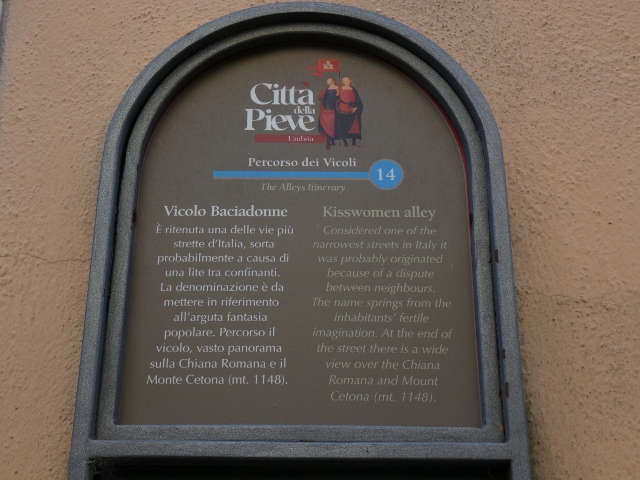 Città
della
Pieve
Umbria
Percorso dei Vicoli
14
The Alleys Itinerary
Vicolo Baciadonne
È ritenuta una delle vie più
strette d'Italia, sorta
probabilmente a causa di
una lite tra confinanti.
La denominazione è da
mettere in riferimento
all'arguta fantasia
popolare. Percorso il
vicolo, vasto panorama
sulla Chiana Romana e il
Monte Cetona (mt. 1148).
Kisswomen alley
Considered one of the
narrowest streets in Italy it
was probably originated
because of a dispute
between neighbours.
The name springs from the
inhabitants' fertile
imagination. At the end of
the street there is a wide
view over the Chiana
Romana and Mount
Cetona (mt. 1148).